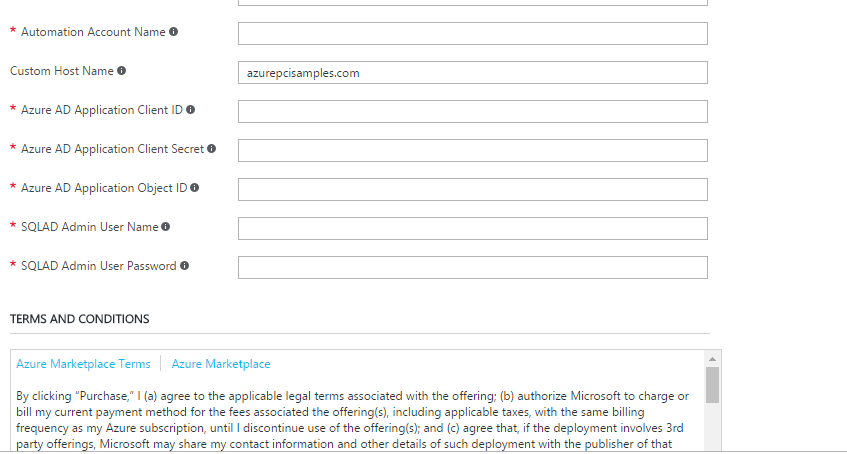 * Automation Account Name
Custom Host Name azurepcisamples.com
* Azure AD Application Client ID
* Azure AD Application Client Secret
* Azure AD Application Object ID
* SQLAD Admin User Name
* SQLAD Admin User Password
TERMS AND CONDITIONS
Azure Marketplace Terms | Azure Marketplace
By clicking “Purchase,” I (a) agree to the applicable legal terms associated with the offering; (b) authorize Microsoft to charge or
bill my current payment method for the fees associated the offering(s), including applicable taxes, with the same billing
frequency as my Azure subscription, until I discontinue use of the offering(s); and (c) agree that, if the deployment involves 3rd
party offerings, Microsoft may share my contact information and other details of such deployment with the publisher of that